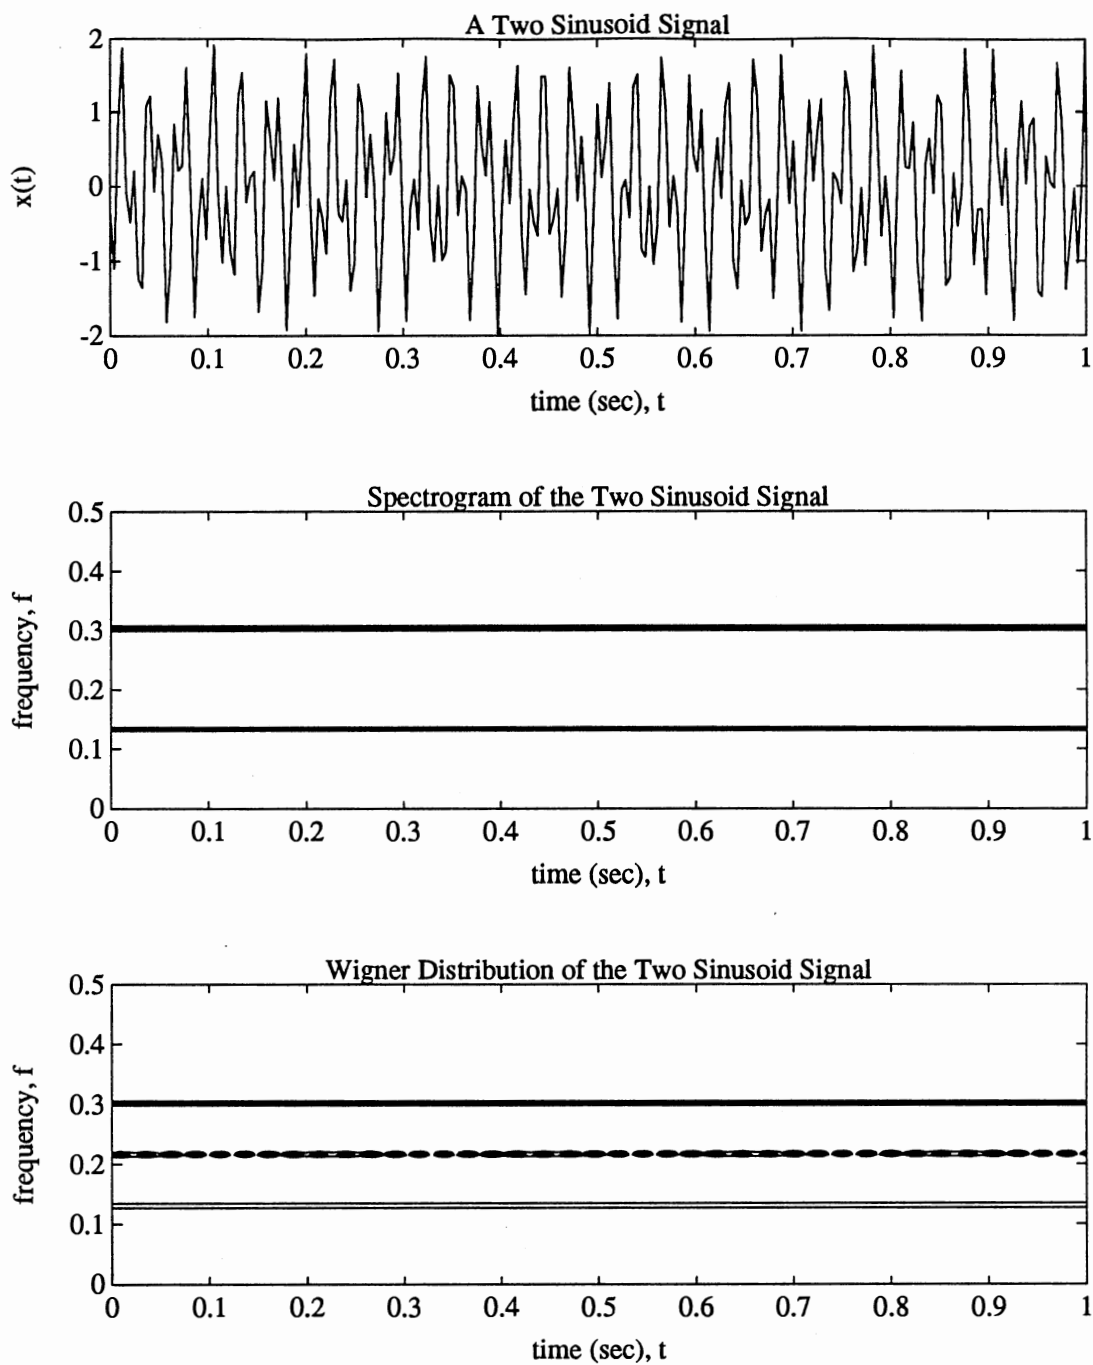 A Two Sinusoid Signal
2
1
0
-1
-2
x(t)
0 0.1 0.2 0.3 0.4 0.5 0.6 0.7 0.8 0.9 1
time (sec), t
Spectrogram of the Two Sinusoid Signal
0.5
0.4
0.3
0.2
0.1
0
frequency, f
0 0.1 0.2 0.3 0.4 0.5 0.6 0.7 0.8 0.9 1
time (sec), t
Wigner Distribution of the Two Sinusoid Signal
0.5
0.4
0.3
0.2
0.1
0
frequency, f
0 0.1 0.2 0.3 0.4 0.5 0.6 0.7 0.8 0.9 1
time (sec), t